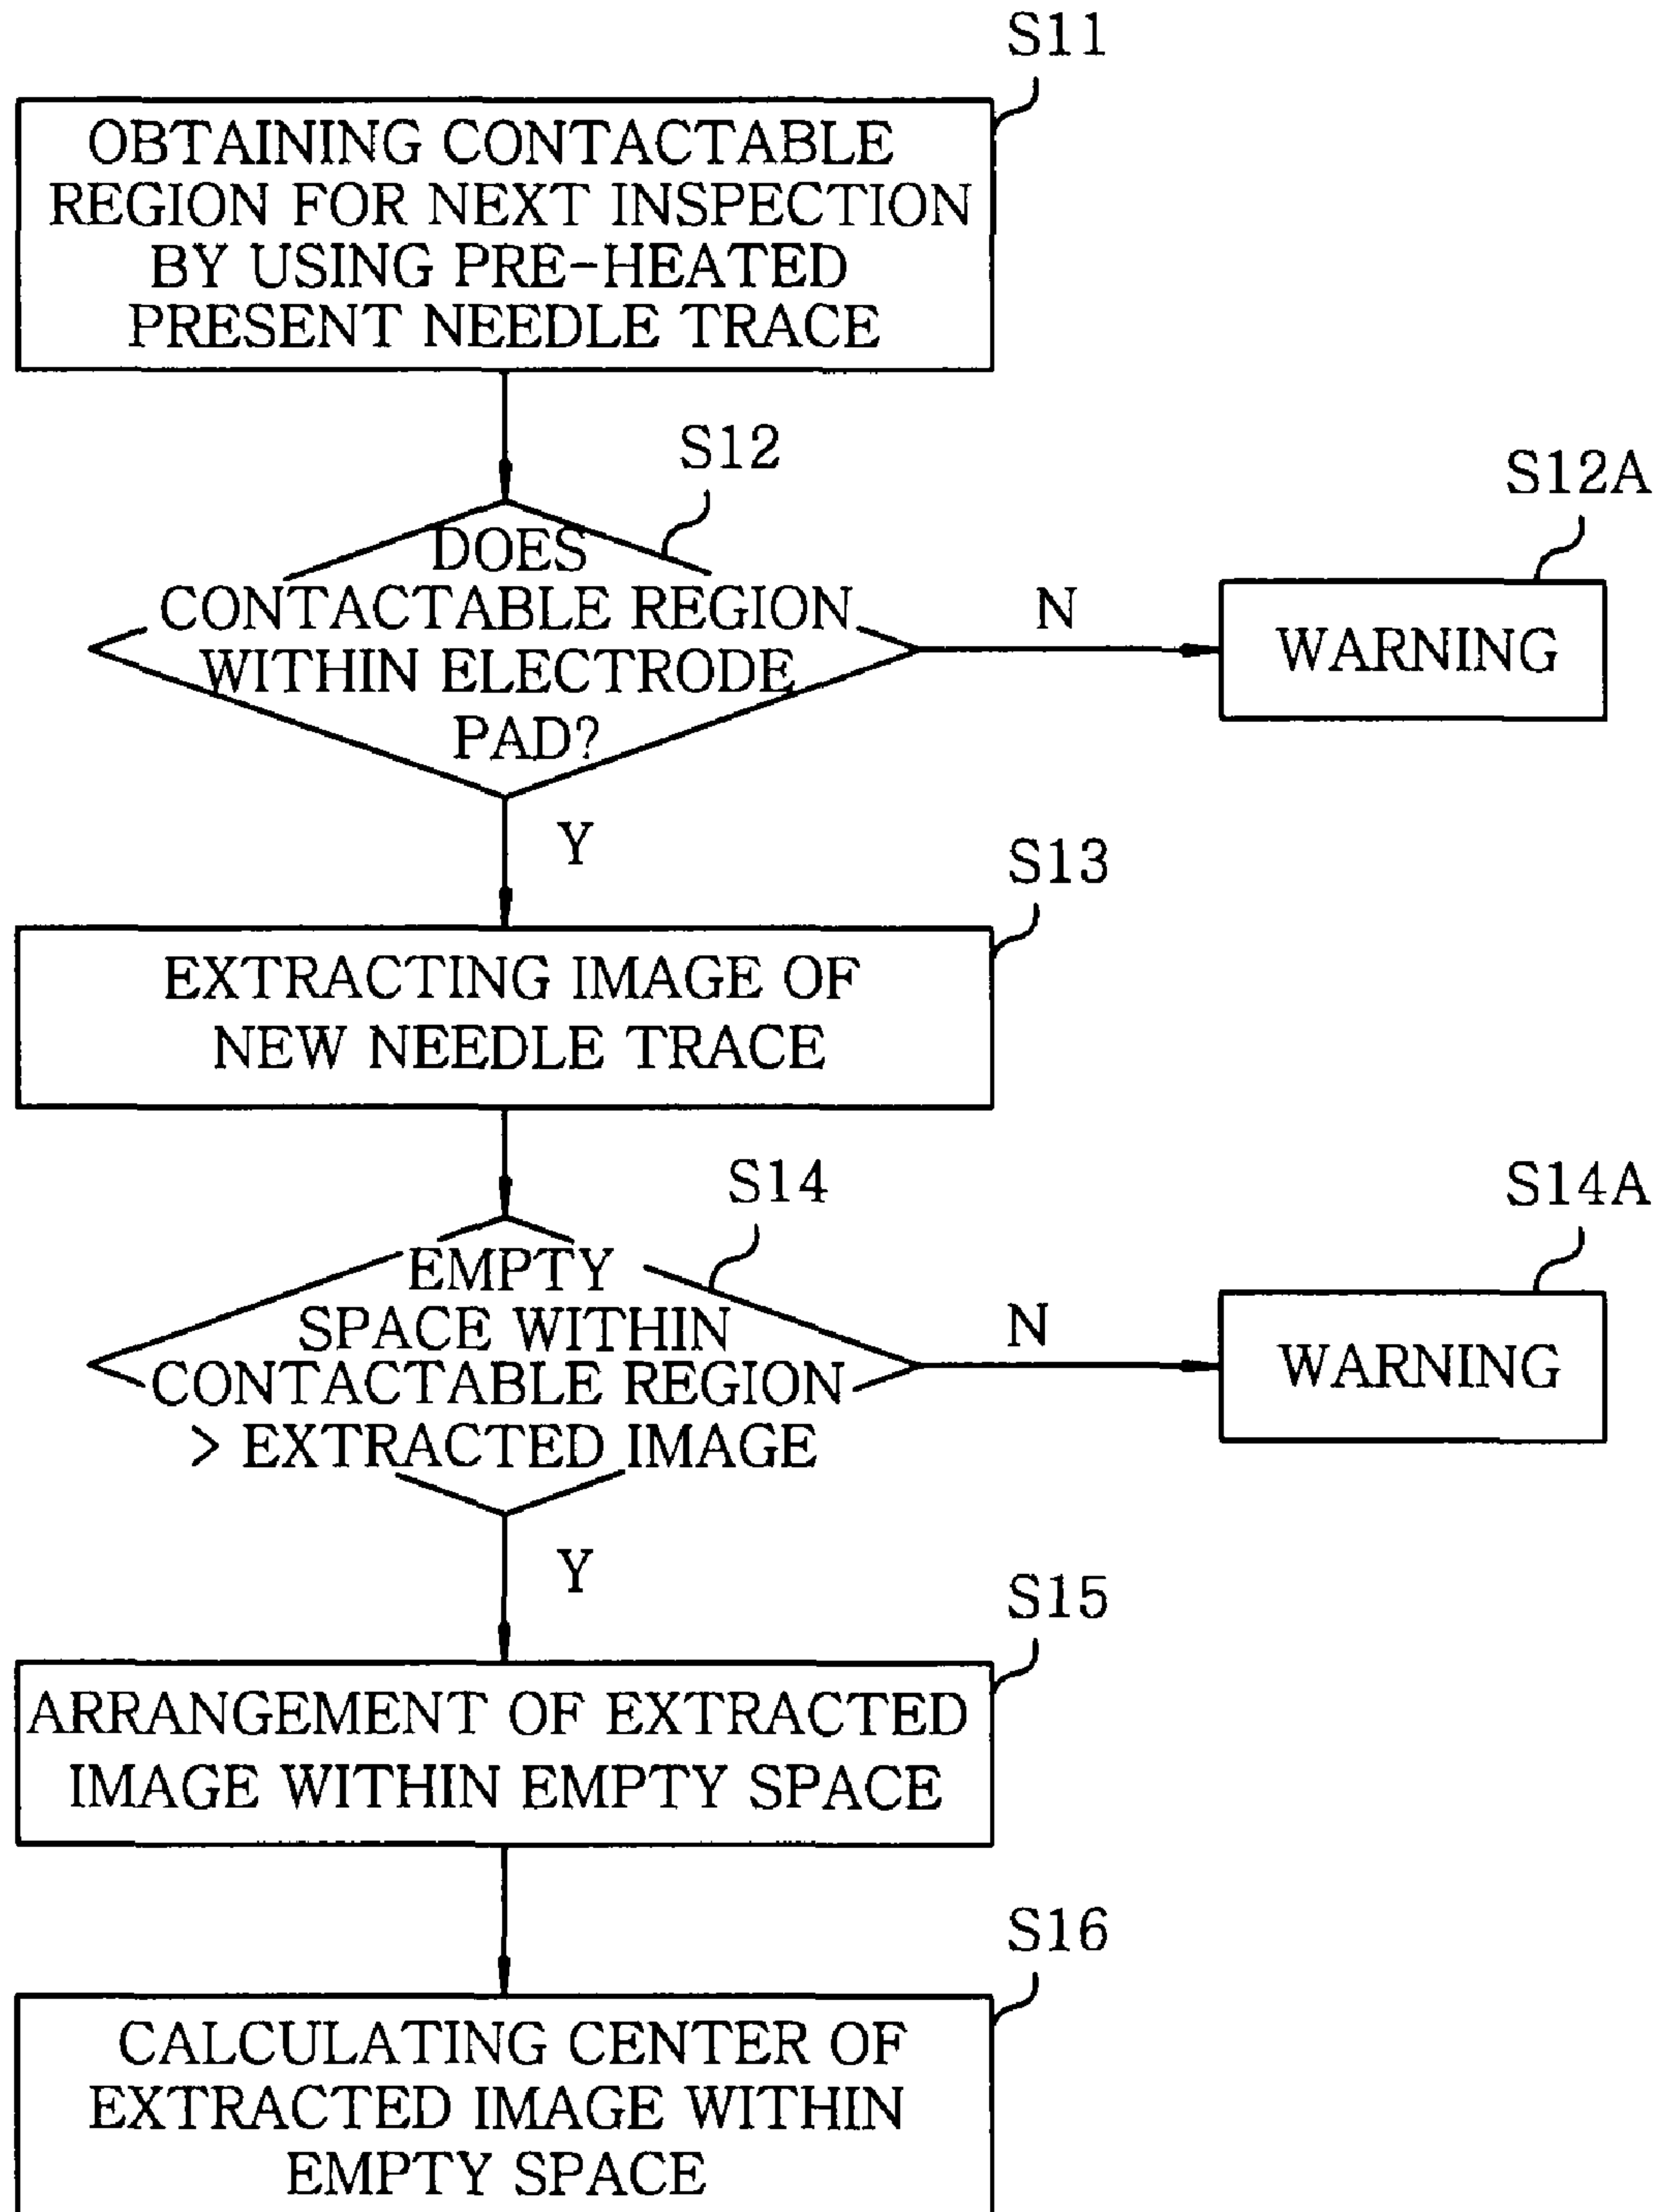 S11
OBTAINING CONTACTABLE
REGION FOR NEXT INSPECTION
BY USING PRE-HEATED
PRESENT NEEDLE TRACE
S12
DOES
CONTACTABLE REGION
WITHIN ELECTRODE
PAD?
N
S12A
WARNING
Y
S13
EXTRACTING IMAGE OF
NEW NEEDLE TRACE
S14
EMPTY
SPACE WITHIN
CONTACTABLE REGION
> EXTRACTED IMAGE
N
S14A
WARNING
Y
S15
ARRANGEMENT OF EXTRACTED
IMAGE WITHIN EMPTY SPACE
S16
CALCULATING CENTER OF
EXTRACTED IMAGE WITHIN
EMPTY SPACE